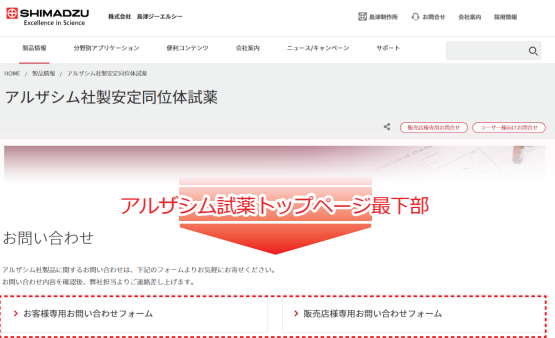 SHIMADZU
Excellence in Science
株式会社 島津ジーエルシー
島津製作所 お問合せ 会社案内 採用情報
製品情報 分野別アプリケーション 便利コンテンツ 会社案内 ニュース/キャンペーン サポート
HOME / 製品情報 / アルザシム社製安定同位体試薬
アルザシム社製安定同位体試薬
販売店様専用お問合せ ユーザー様向けお問合せ
アルザシム試薬トップページ最下部
お問い合わせ
アルザシム社製品に関するお問い合わせは、下記のフォームよりお気軽にお寄せください。
お問い合わせ内容を確認後、弊社担当よりご連絡差し上げます。
お客様専用お問い合わせフォーム
販売店様専用お問い合わせフォーム